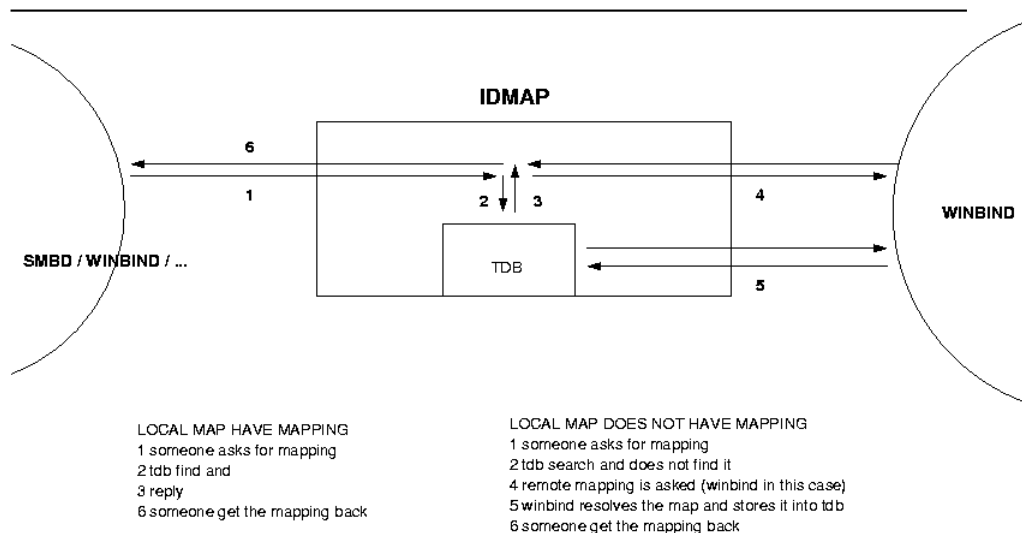 IDMAP
6
1
2
3
4
WINBIND
SMBD / WINBIND / ...
TDB
5
LOCAL MAP HAVE MAPPING
1 someone asks for mapping
2 tdb find and
3 reply
6 someone get the mapping back
LOCAL MAP DOES NOT HAVE MAPPING
1 someone asks for mapping
2 tdb search and does not find it
4 remote mapping is asked (winbind in this case)
5 winbind resolves the map and stores it into tdb
6 someone get the mapping back